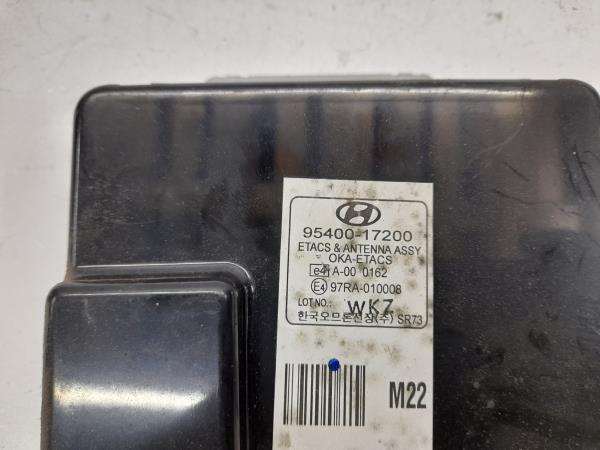 95400-17200
ETACS & ANTENNA ASSY
OKA-ETACS
e4 A-00 0162
E4 97RA-010008
LOT NO.: WKZ
한국오므론전장(주) SR73
M22